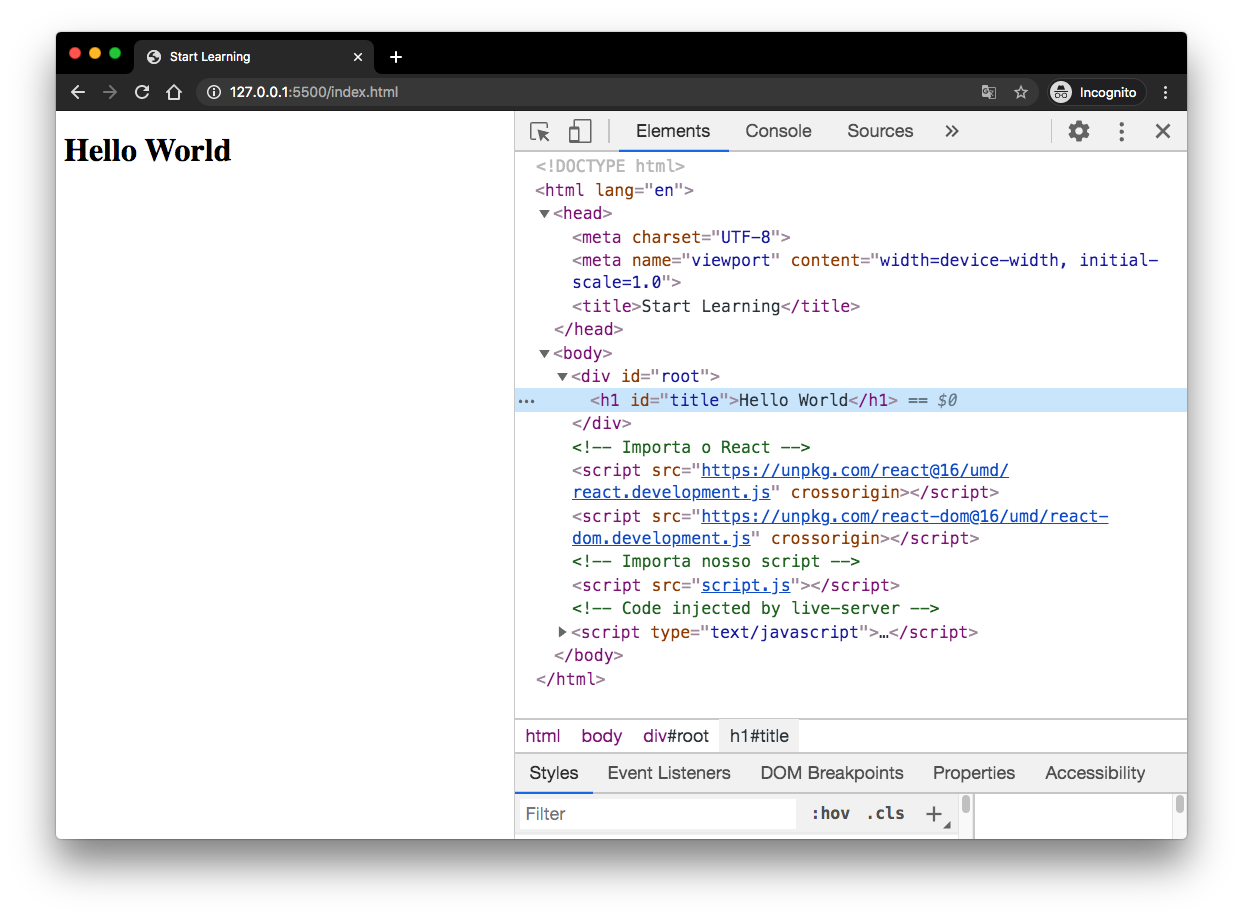 Start Learning
127.0.0.1:5500/index.html
Incognito
Hello World
Elements Console Sources
<!DOCTYPE html>
<html lang="en">
<head>
<meta charset="UTF-8">
<meta name="viewport" content="width=device-width, initial-
scale=1.0">
<title>Start Learning</title>
</head>
<body>
<div id="root">
<h1 id="title">Hello World</h1> == $0
</div>
<!-- Importa o React -->
<script src="https://unpkg.com/react@16/umd/
react.development.js" crossorigin></script>
<script src="https://unpkg.com/react-dom@16/umd/react-
dom.development.js" crossorigin></script>
<!-- Importa nosso script -->
<script src="script.js"></script>
<!-- Code injected by live-server -->
<script type="text/javascript">…</script>
</body>
</html>
html body div#root h1#title
Styles Event Listeners DOM Breakpoints Properties Accessibility
Filter :hov .cls +